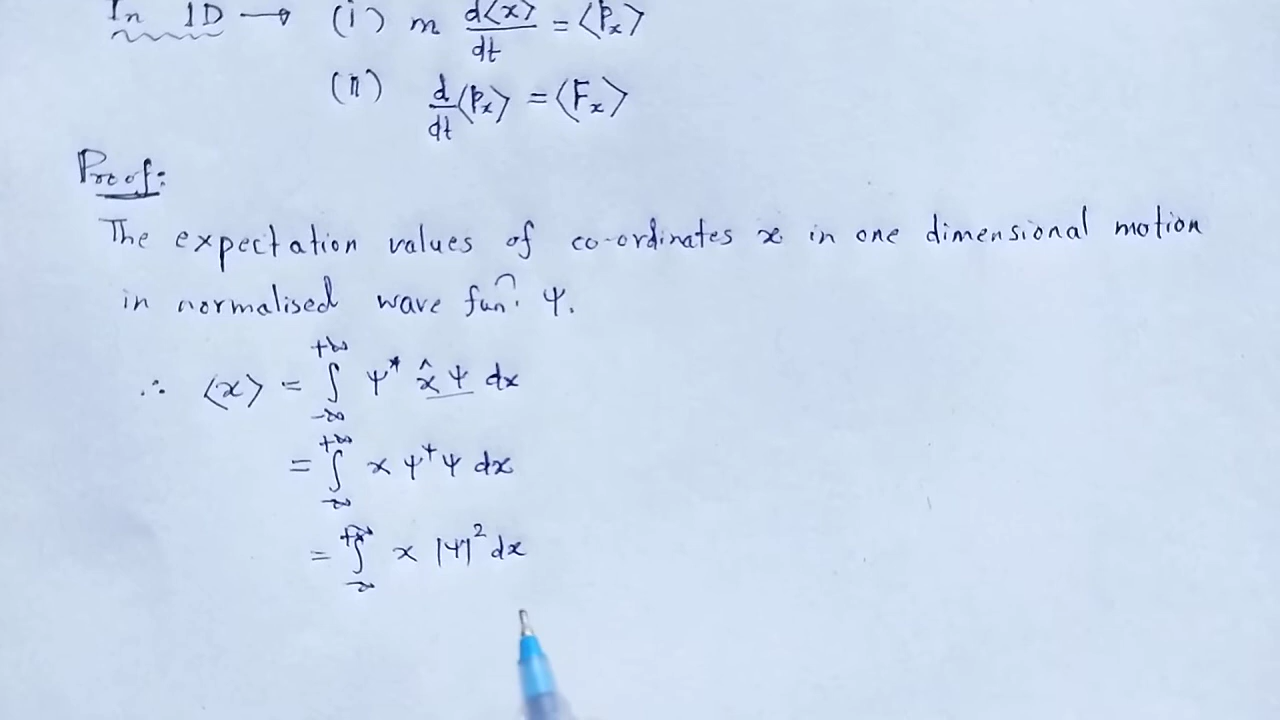 In 1D → (i) m d⟨x⟩/dt = ⟨Pₓ⟩
(ii) d/dt ⟨Pₓ⟩ = ⟨Fₓ⟩
Proof:
The expectation values of co-ordinates x in one dimensional motion
in normalised wave funⁿ. ψ.
∴ ⟨x⟩ = ∫_{-∞}^{+∞} ψ* x̂ ψ dx
= ∫_{-∞}^{+∞} x ψ*ψ dx
= ∫_{-∞}^{+∞} x |ψ|² dx